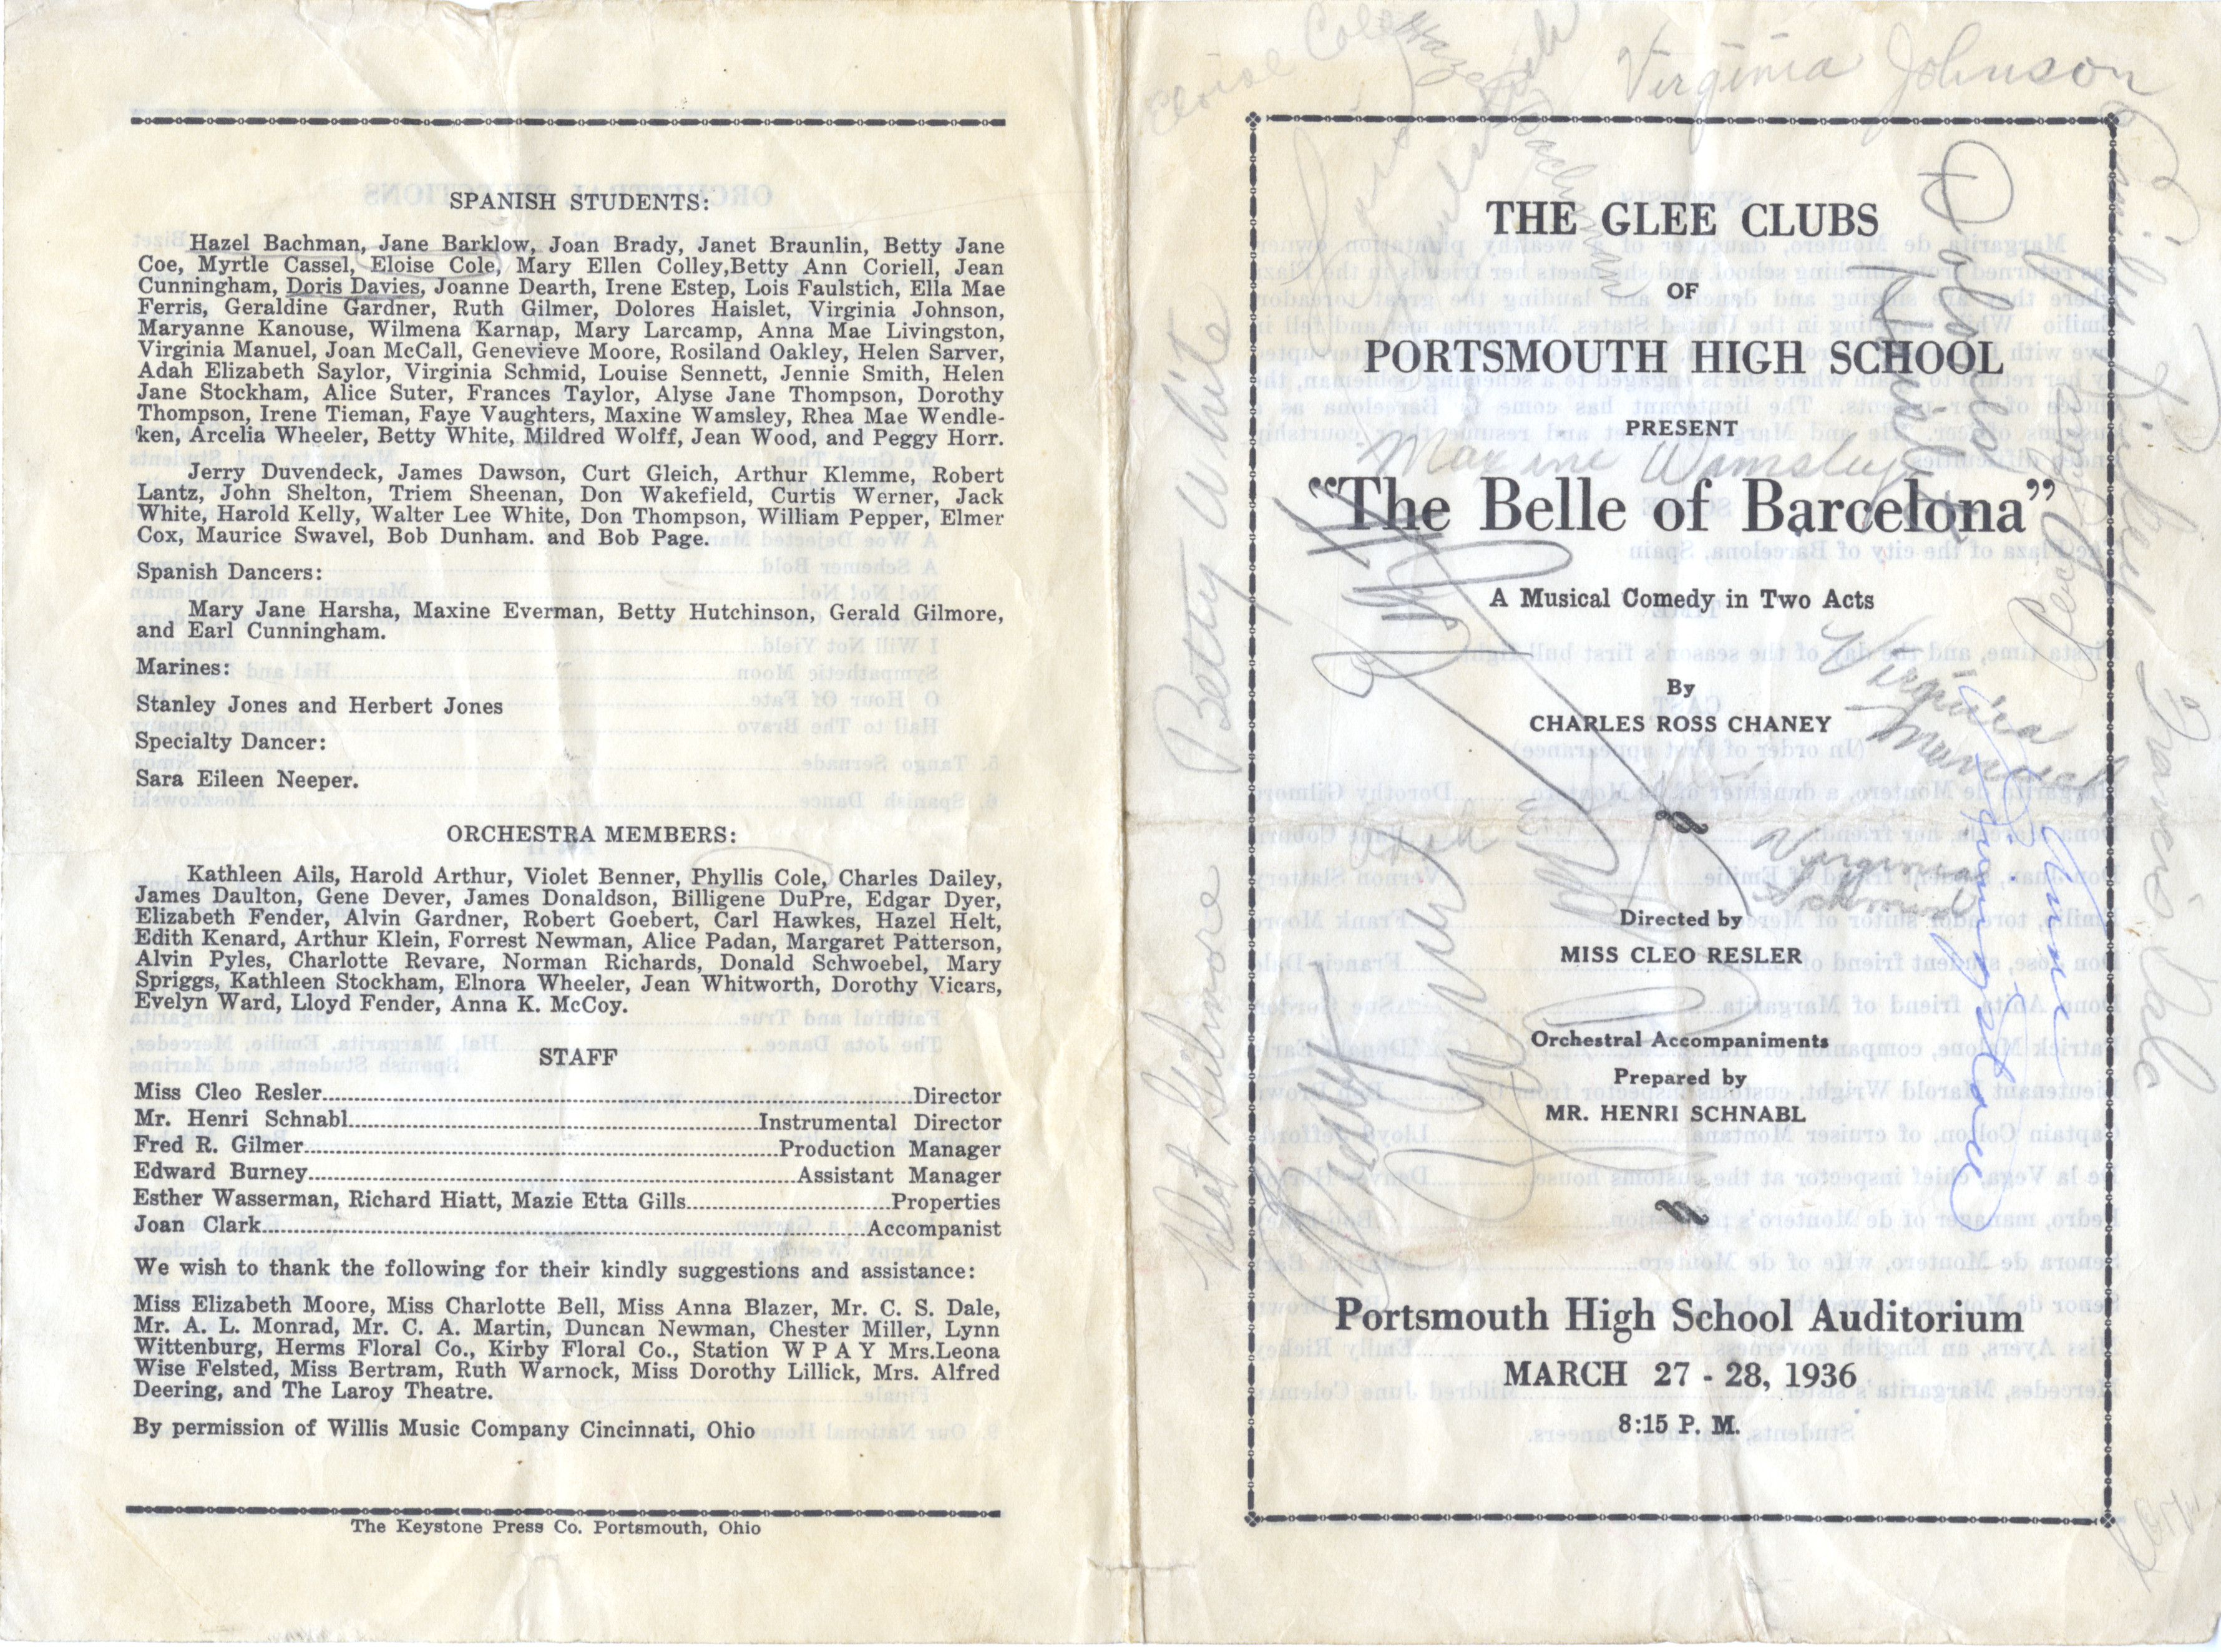 SPANISH STUDENTS:
Hazel Bachman, Jane Barklow, Joan Brady, Janet Braunlin, Betty Jane
Coe, Myrtle Cassel, Eloise Cole, Mary Ellen Colley,Betty Ann Coriell, Jean
Cunningham, Doris Davies, Joanne Dearth, Irene Estep, Lois Faulstich, Ella Mae
Ferris, Geraldine Gardner, Ruth Gilmer, Dolores Haislet, Virginia Johnson,
Maryanne Kanouse, Wilmena Karnap, Mary Larcamp, Anna Mae Livingston,
Virginia Manuel, Joan McCall, Genevieve Moore, Rosiland Oakley, Helen Sarver,
Adah Elizabeth Saylor, Virginia Schmid, Louise Sennett, Jennie Smith, Helen
Jane Stockham, Alice Suter, Frances Taylor, Alyse Jane Thompson, Dorothy
Thompson, Irene Tieman, Faye Vaughters, Maxine Wamsley, Rhea Mae Wendle-
ken, Arcelia Wheeler, Betty White, Mildred Wolff, Jean Wood, and Peggy Horr.
Jerry Duvendeck, James Dawson, Curt Gleich, Arthur Klemme, Robert
Lantz, John Shelton, Triem Sheenan, Don Wakefield, Curtis Werner, Jack
White, Harold Kelly, Walter Lee White, Don Thompson, William Pepper, Elmer
Cox, Maurice Swavel, Bob Dunham. and Bob Page.
Spanish Dancers:
Mary Jane Harsha, Maxine Everman, Betty Hutchinson, Gerald Gilmore,
and Earl Cunningham.
Marines:
Stanley Jones and Herbert Jones
Specialty Dancer:
Sara Eileen Neeper.
ORCHESTRA MEMBERS:
Kathleen Ails, Harold Arthur, Violet Benner, Phyllis Cole, Charles Dailey,
James Daulton, Gene Dever, James Donaldson, Billigene DuPre, Edgar Dyer,
Elizabeth Fender, Alvin Gardner, Robert Goebert, Carl Hawkes, Hazel Helt,
Edith Kenard, Arthur Klein, Forrest Newman, Alice Padan, Margaret Patterson,
Alvin Pyles, Charlotte Revare, Norman Richards, Donald Schwoebel, Mary
Spriggs, Kathleen Stockham, Elnora Wheeler, Jean Whitworth, Dorothy Vicars,
Evelyn Ward, Lloyd Fender, Anna K. McCoy.
STAFF
Miss Cleo Resler Director
Mr. Henri Schnabl Instrumental Director
Fred R. Gilmer Production Manager
Edward Burney Assistant Manager
Esther Wasserman, Richard Hiatt, Mazie Etta Gills Properties
Joan Clark Accompanist
We wish to thank the following for their kindly suggestions and assistance:
Miss Elizabeth Moore, Miss Charlotte Bell, Miss Anna Blazer, Mr. C. S. Dale,
Mr. A. L. Monrad, Mr. C. A. Martin, Duncan Newman, Chester Miller, Lynn
Wittenburg, Herms Floral Co., Kirby Floral Co., Station W P A Y Mrs.Leona
Wise Felsted, Miss Bertram, Ruth Warnock, Miss Dorothy Lillick, Mrs. Alfred
Deering, and The Laroy Theatre.
By permission of Willis Music Company Cincinnati, Ohio
The Keystone Press Co. Portsmouth, Ohio
Eloise Cole
Hazel Bachman
Virginia Johnson
THE GLEE CLUBS
OF
PORTSMOUTH HIGH SCHOOL
PRESENT
Maxine Wamsley
"The Belle of Barcelona"
A Musical Comedy in Two Acts
By
CHARLES ROSS CHANEY
Directed by
MISS CLEO RESLER
Orchestral Accompaniments
Prepared by
MR. HENRI SCHNABL
Portsmouth High School Auditorium
MARCH 27 - 28, 1936
8:15 P. M.
Betty White
Gilmore
Virginia
Manuel
Virginia
Schmid
Dolores
Emily Rickey
Francis Dale
Anna Mae
Livingstone